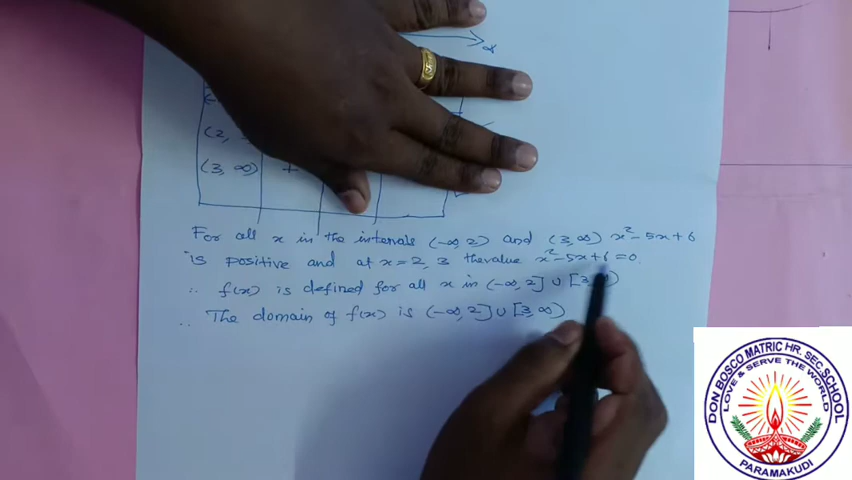 x
(2,
(3, ∞) +
For all x in the intervals (-∞, 2) and (3, ∞) x² - 5x + 6
is positive and at x = 2, 3 the value x² - 5x + 6 = 0.
∴ f(x) is defined for all x in (-∞, 2] ∪ [3, ∞)
∴ The domain of f(x) is (-∞, 2] ∪ [3, ∞)
DON BOSCO MATRIC HR. SEC. SCHOOL
LOVE & SERVE THE WORLD
PARAMAKUDI